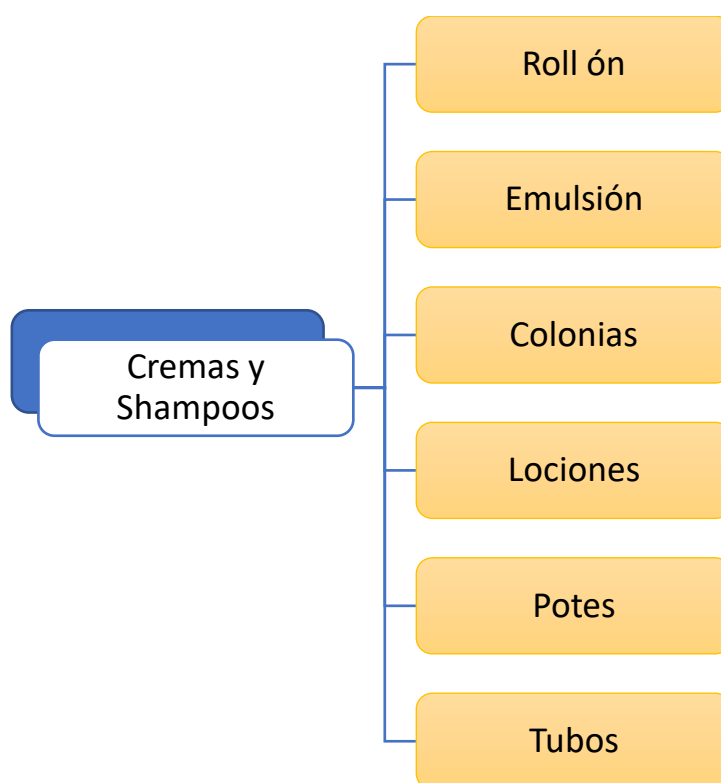 Roll ón
Emulsión
Colonias
Cremas y
Shampoos
Lociones
Potes
Tubos